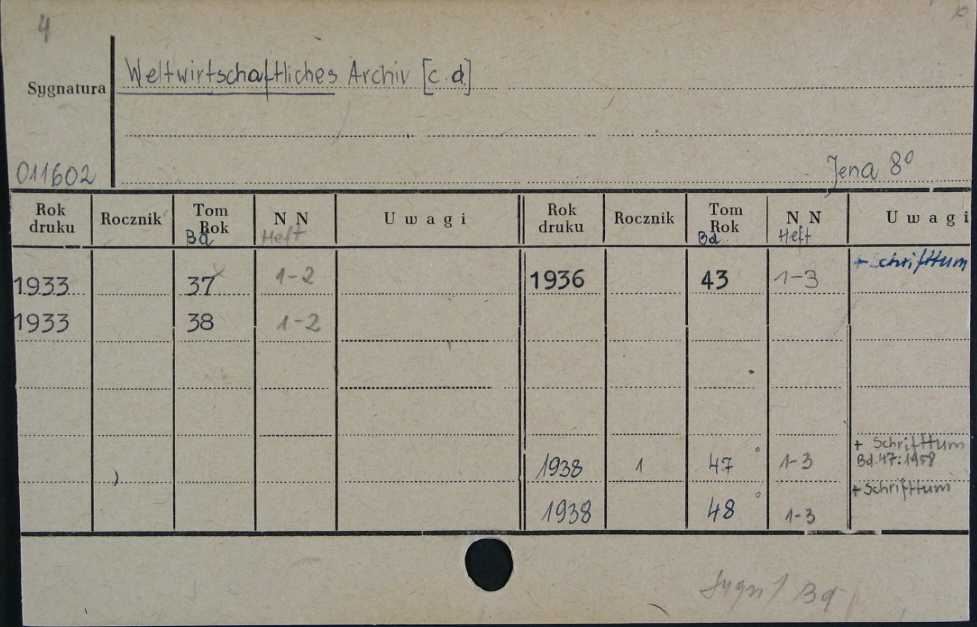 4
Sygnatura Weltwirtschaftliches Archiv [c.d.]
011602 Jena 8°
Rok druku Rocznik Tom Rok N N U w a g i Rok druku Rocznik Tom Rok N N U w a g i
Bd Heft Bd. Heft
+ Schrifttum
1933 37 1-2 1936 43 1-3
1933 38 1-2
+ Schrifttum
1938 1 47 1-3 Bd. 47: 1938
+ Schrifttum
1938 48 1-3
Sygn / Bd